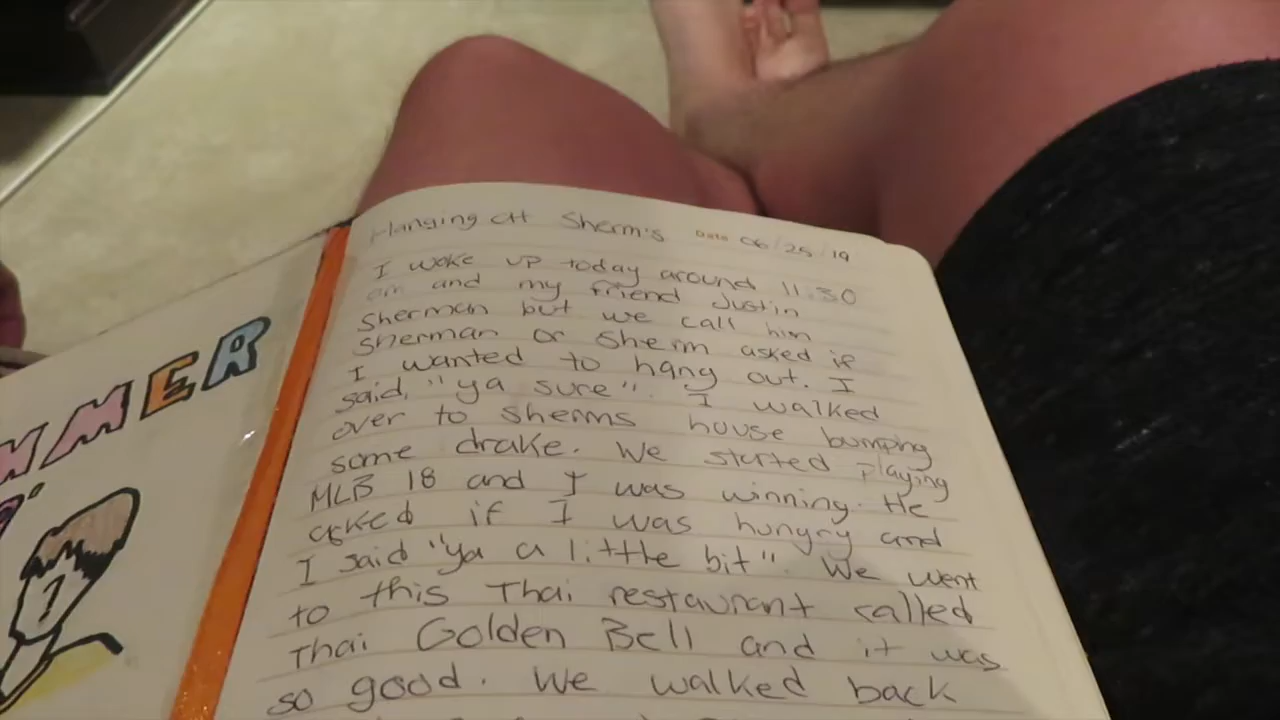 Hanging at Sherm's Date 06/25/19
I woke up today around 11:30
am and my friend Justin
Sherman but we call him
Sherman or Sherm asked if
I wanted to hang out. I
said, "ya sure". I walked
over to sherms house bumping
some drake. We started playing
MLB 18 and I was winning. He
asked if I was hungry and
I said "ya a little bit". We went
to this Thai restaurant called
Thai Golden Bell and it was
so good. We walked back
MMER